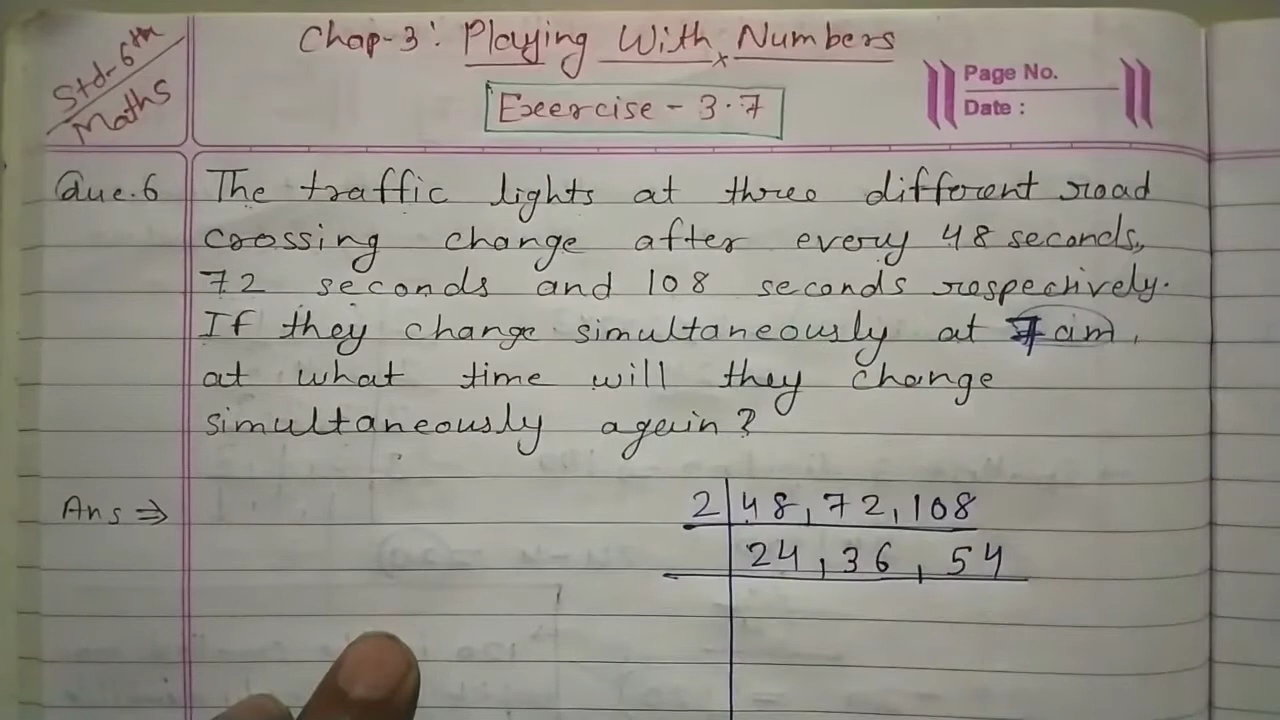 Std-6th
Maths
Chap-3: Playing With Numbers
Exercise - 3.7
Page No.
Date :
Que.6 The traffic lights at three different road
crossing change after every 48 seconds,
72 seconds and 108 seconds respectively.
If they change simultaneously at 7 am,
at what time will they change
simultaneously again?
Ans ⇒
2 | 48, 72, 108
24, 36, 54